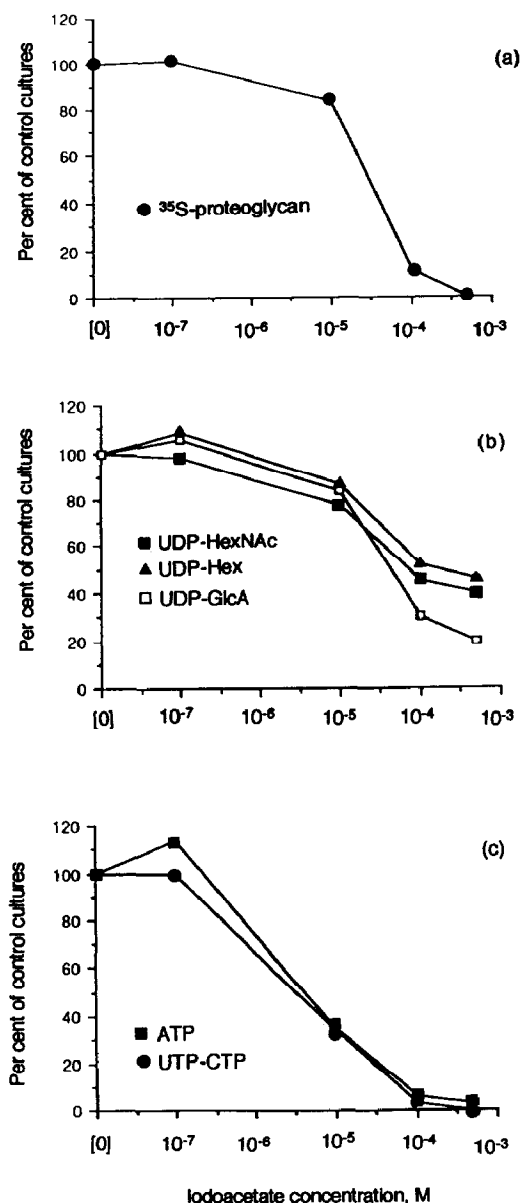 (a)
Per cent of control cultures
120
100
80
60
40
20
0
³⁵S-proteoglycan
[0] 10⁻⁷ 10⁻⁶ 10⁻⁵ 10⁻⁴ 10⁻³
(b)
Per cent of control cultures
120
100
80
60
40
20
0
UDP-HexNAc
UDP-Hex
UDP-GlcA
[0] 10⁻⁷ 10⁻⁶ 10⁻⁵ 10⁻⁴ 10⁻³
(c)
Per cent of control cultures
120
100
80
60
40
20
0
ATP
UTP-CTP
[0] 10⁻⁷ 10⁻⁶ 10⁻⁵ 10⁻⁴ 10⁻³
Iodoacetate concentration, M